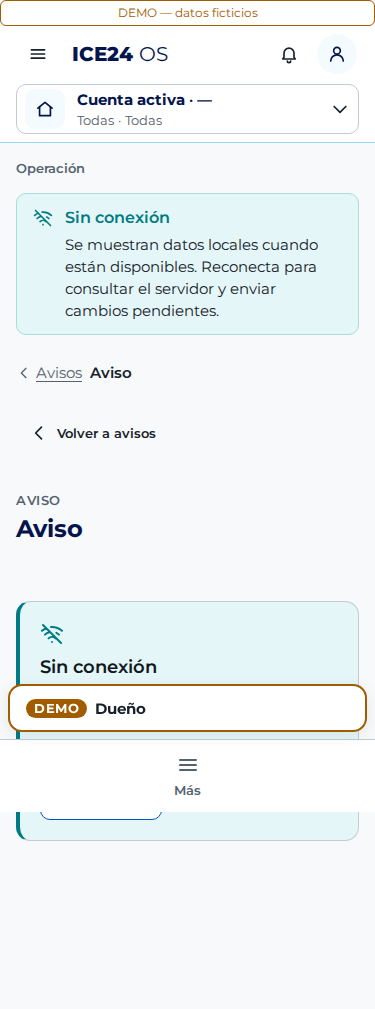 DEMO — datos ficticios
ICE24 OS
Cuenta activa · —
Todas · Todas
Operación
Sin conexión
Se muestran datos locales cuando
están disponibles. Reconecta para
consultar el servidor y enviar
cambios pendientes.
Avisos Aviso
Volver a avisos
AVISO
Aviso
Sin conexión
DEMO Dueño
Más